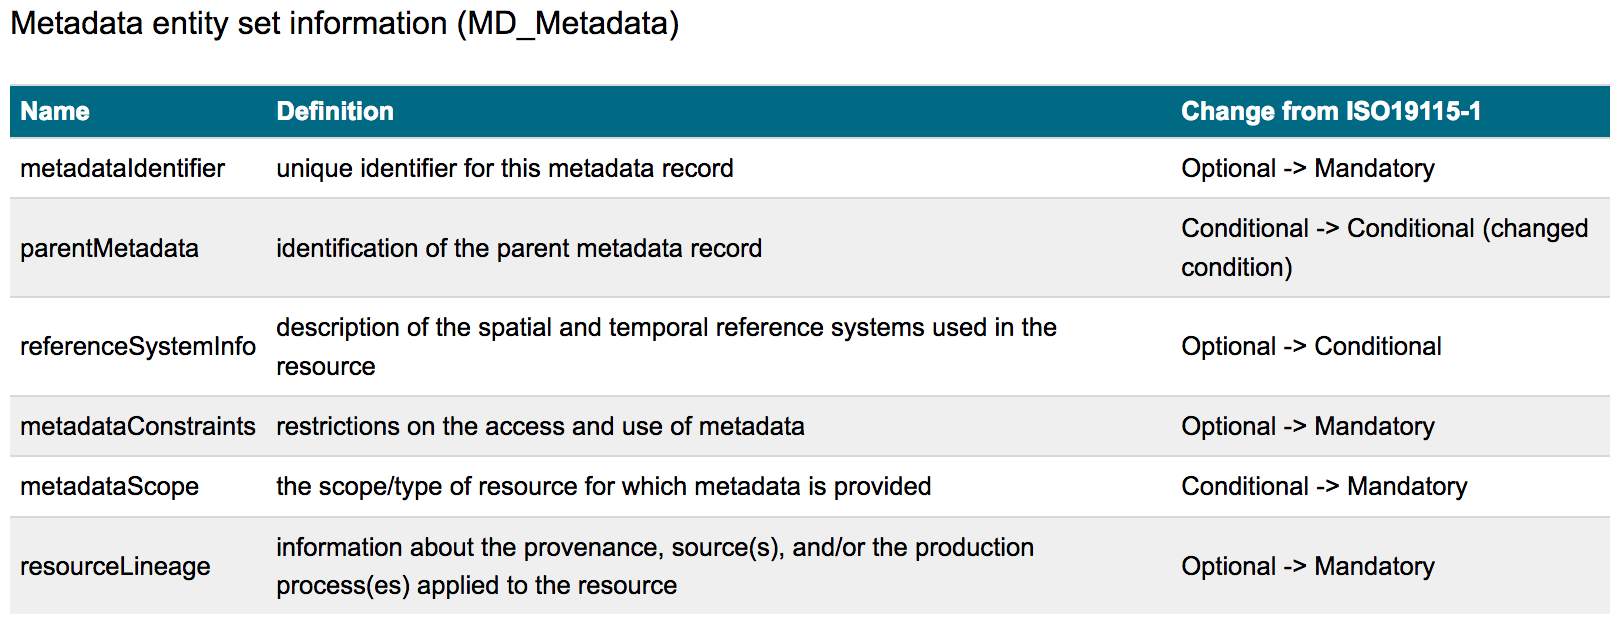 Metadata entity set information (MD_Metadata)
Name Definition Change from ISO19115-1
metadataIdentifier unique identifier for this metadata record Optional -> Mandatory
parentMetadata identification of the parent metadata record Conditional -> Conditional (changed
condition)
referenceSystemInfo description of the spatial and temporal reference systems used in the
resource Optional -> Conditional
metadataConstraints restrictions on the access and use of metadata Optional -> Mandatory
metadataScope the scope/type of resource for which metadata is provided Conditional -> Mandatory
resourceLineage information about the provenance, source(s), and/or the production
process(es) applied to the resource Optional -> Mandatory